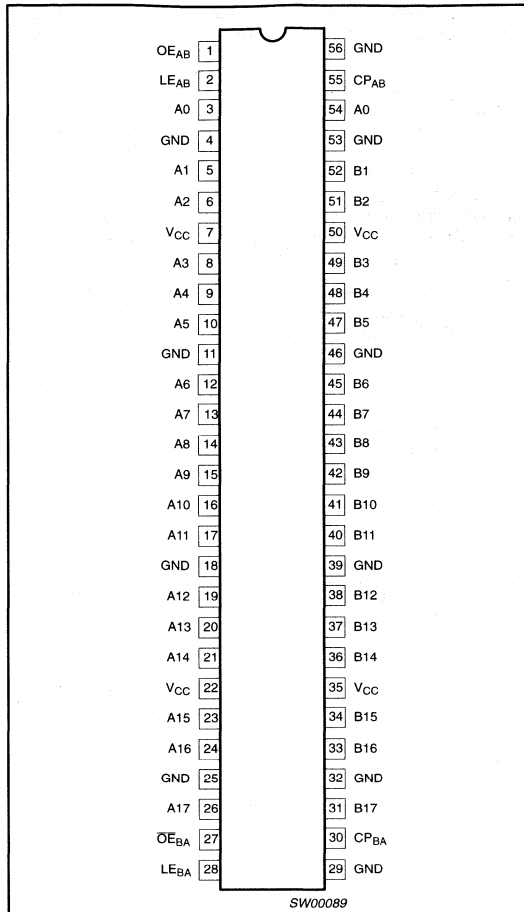 OEAB 1 56 GND
LEAB 2 55 CPAB
A0 3 54 A0
GND 4 53 GND
A1 5 52 B1
A2 6 51 B2
VCC 7 50 VCC
A3 8 49 B3
A4 9 48 B4
A5 10 47 B5
GND 11 46 GND
A6 12 45 B6
A7 13 44 B7
A8 14 43 B8
A9 15 42 B9
A10 16 41 B10
A11 17 40 B11
GND 18 39 GND
A12 19 38 B12
A13 20 37 B13
A14 21 36 B14
VCC 22 35 VCC
A15 23 34 B15
A16 24 33 B16
GND 25 32 GND
A17 26 31 B17
O̅E̅BA 27 30 CPBA
LEBA 28 29 GND
SW00089